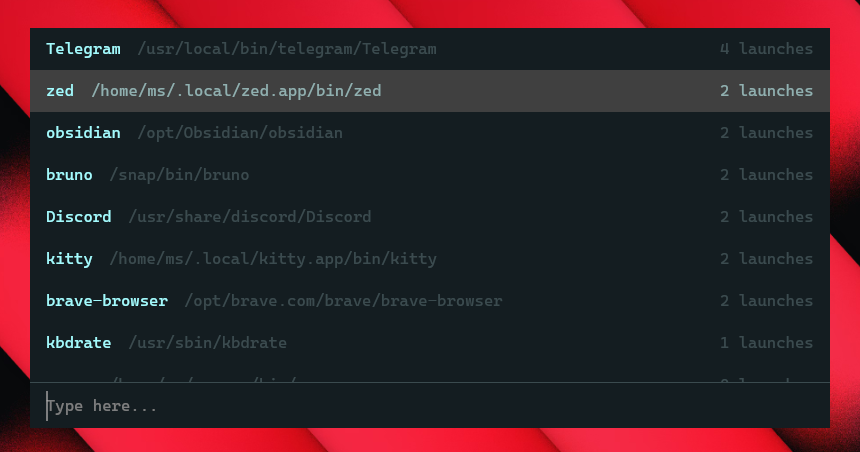 Telegram /usr/local/bin/telegram/Telegram 4 launches
zed /home/ms/.local/zed.app/bin/zed 2 launches
obsidian /opt/Obsidian/obsidian 2 launches
bruno /snap/bin/bruno 2 launches
Discord /usr/share/discord/Discord 2 launches
kitty /home/ms/.local/kitty.app/bin/kitty 2 launches
brave-browser /opt/brave.com/brave/brave-browser 2 launches
kbdrate /usr/sbin/kbdrate 1 launches
Type here...